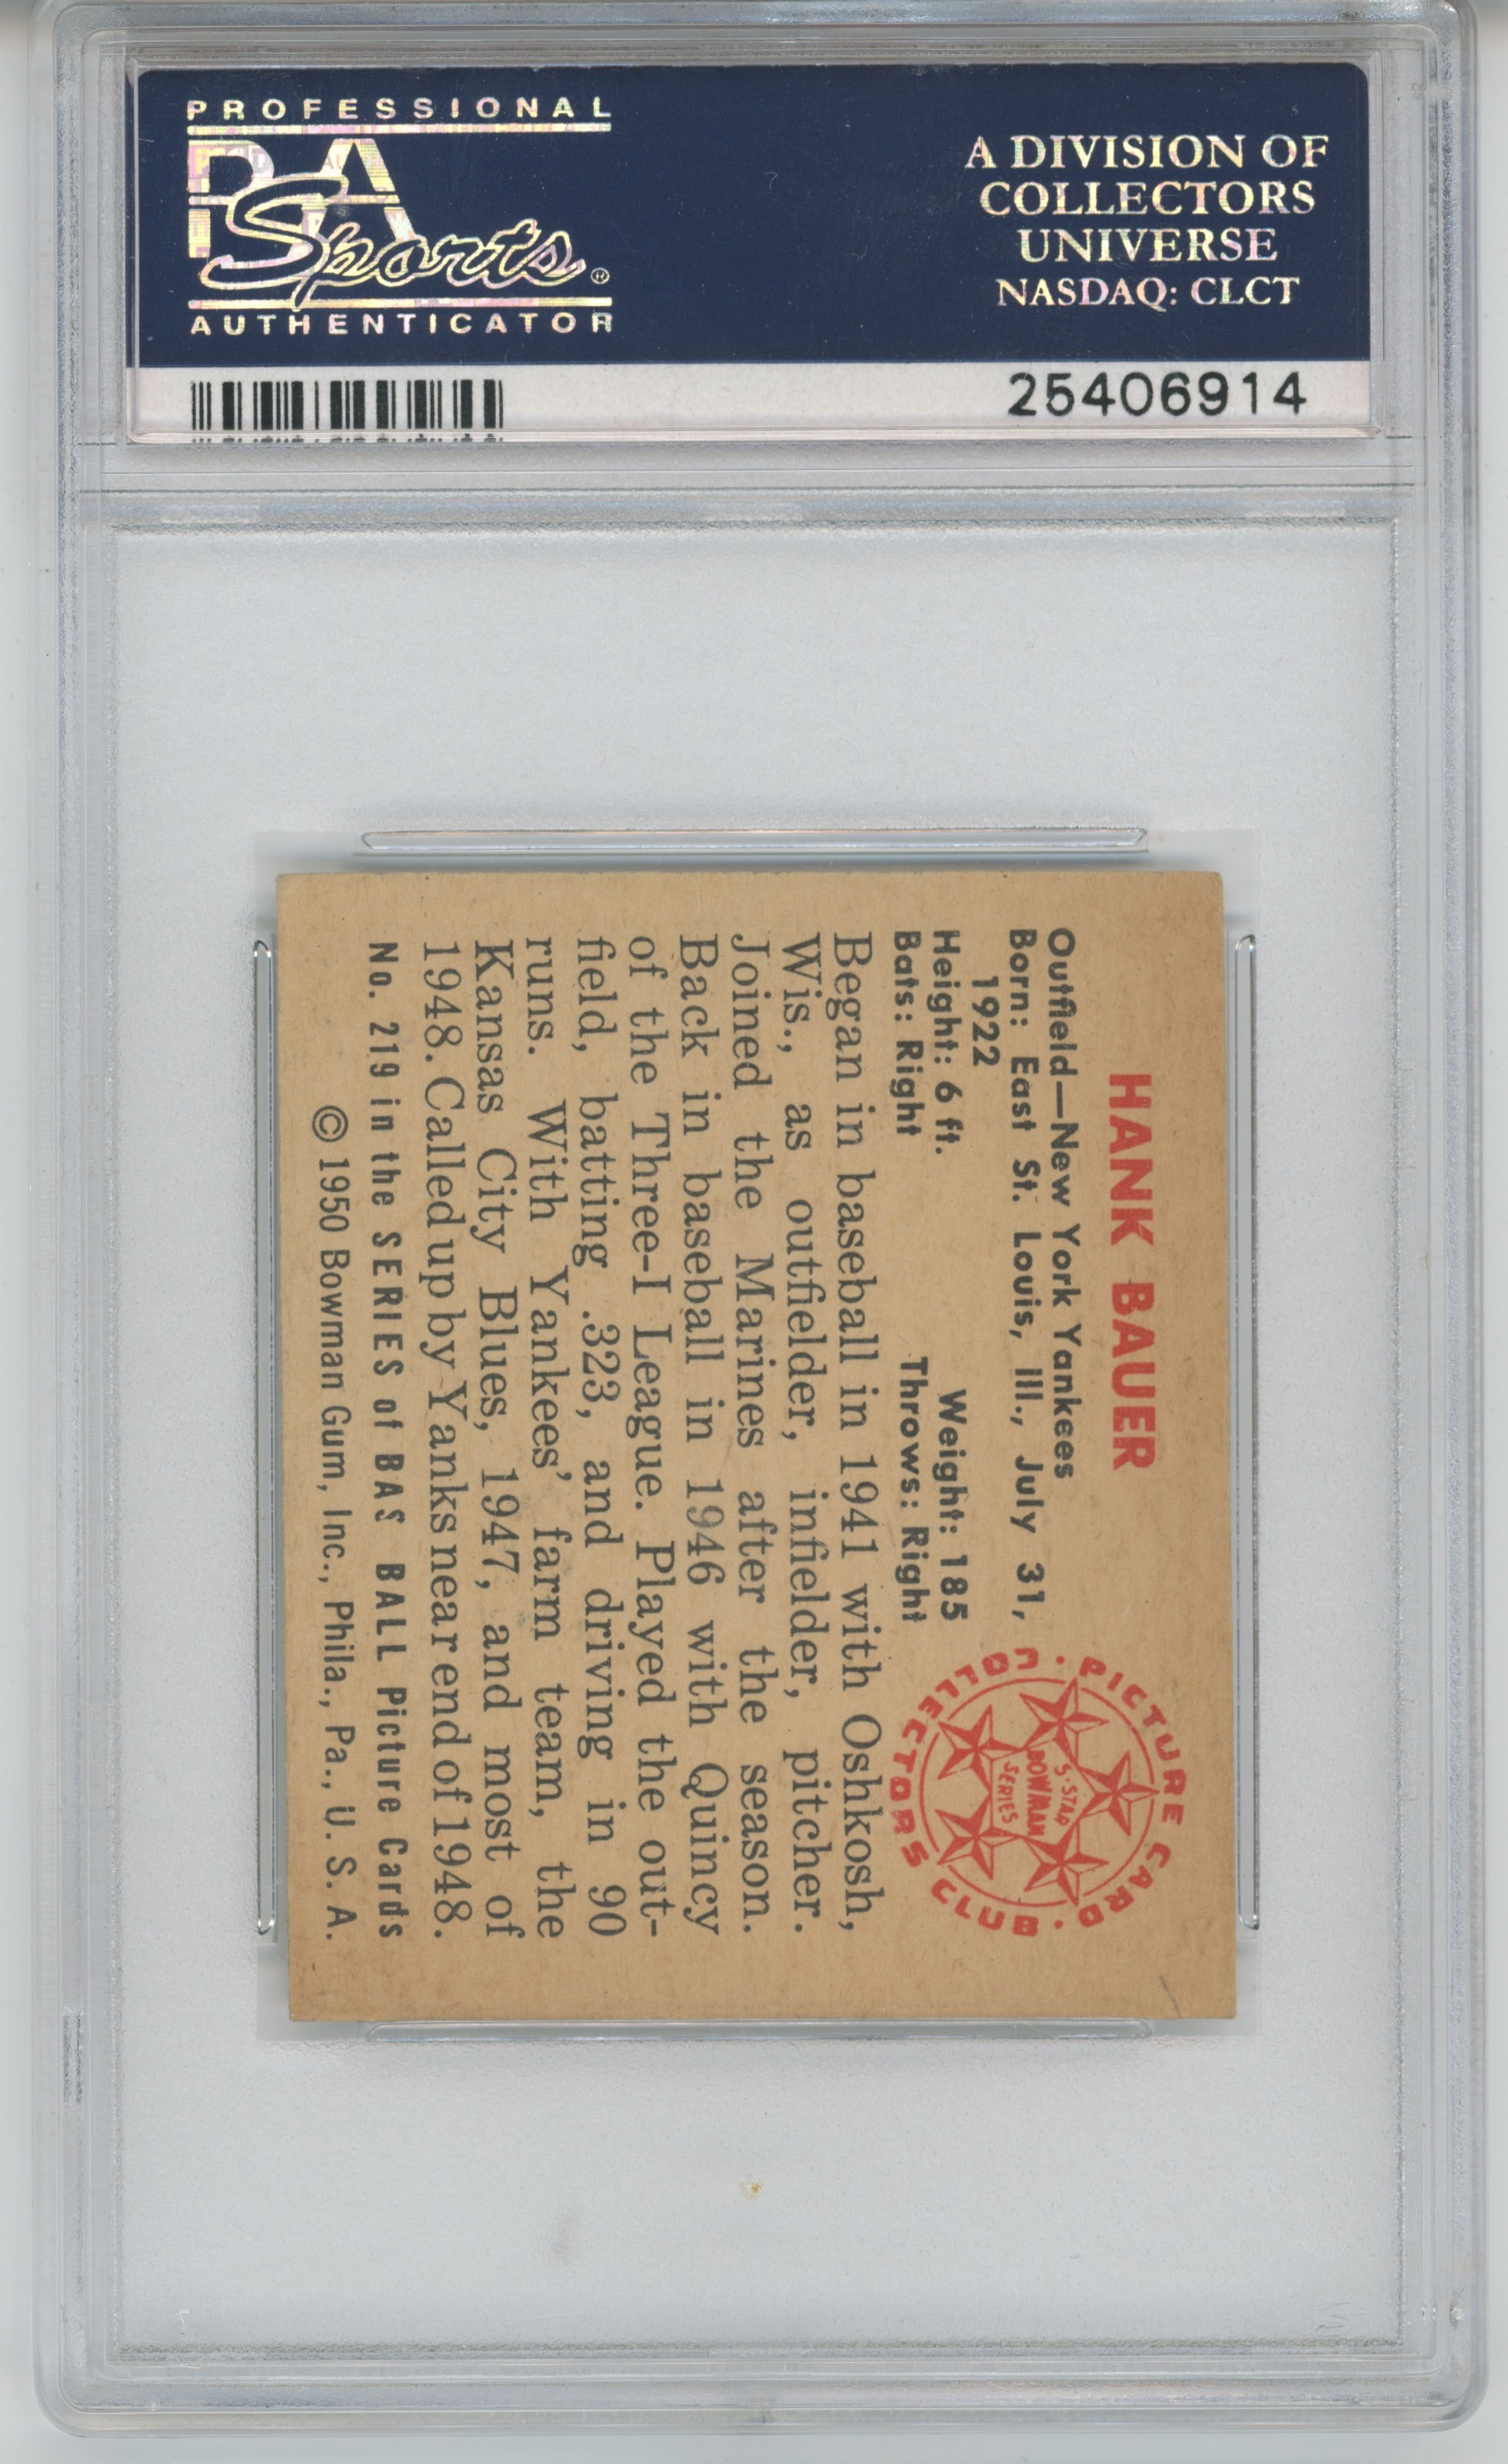 PROFESSIONAL
PSA
Sports®
AUTHENTICATOR
A DIVISION OF
COLLECTORS
UNIVERSE
NASDAQ: CLCT
25406914
HANK BAUER
Outfield—New York Yankees
Born: East St. Louis, Ill., July 31,
1922
Height: 6 ft. Weight: 185
Bats: Right Throws: Right
PICTURE CARD · COLLECTORS CLUB ·
5-STAR
BOWMAN
SERIES
Began in baseball in 1941 with Oshkosh,
Wis., as outfielder, infielder, pitcher.
Joined the Marines after the season.
Back in baseball in 1946 with Quincy
of the Three-I League. Played the out-
field, batting .323, and driving in 90
runs. With Yankees' farm team, the
Kansas City Blues, 1947, and most of
1948. Called up by Yanks near end of 1948.
No. 219 in the SERIES of BAS BALL Picture Cards
© 1950 Bowman Gum, Inc., Phila., Pa., U. S. A.